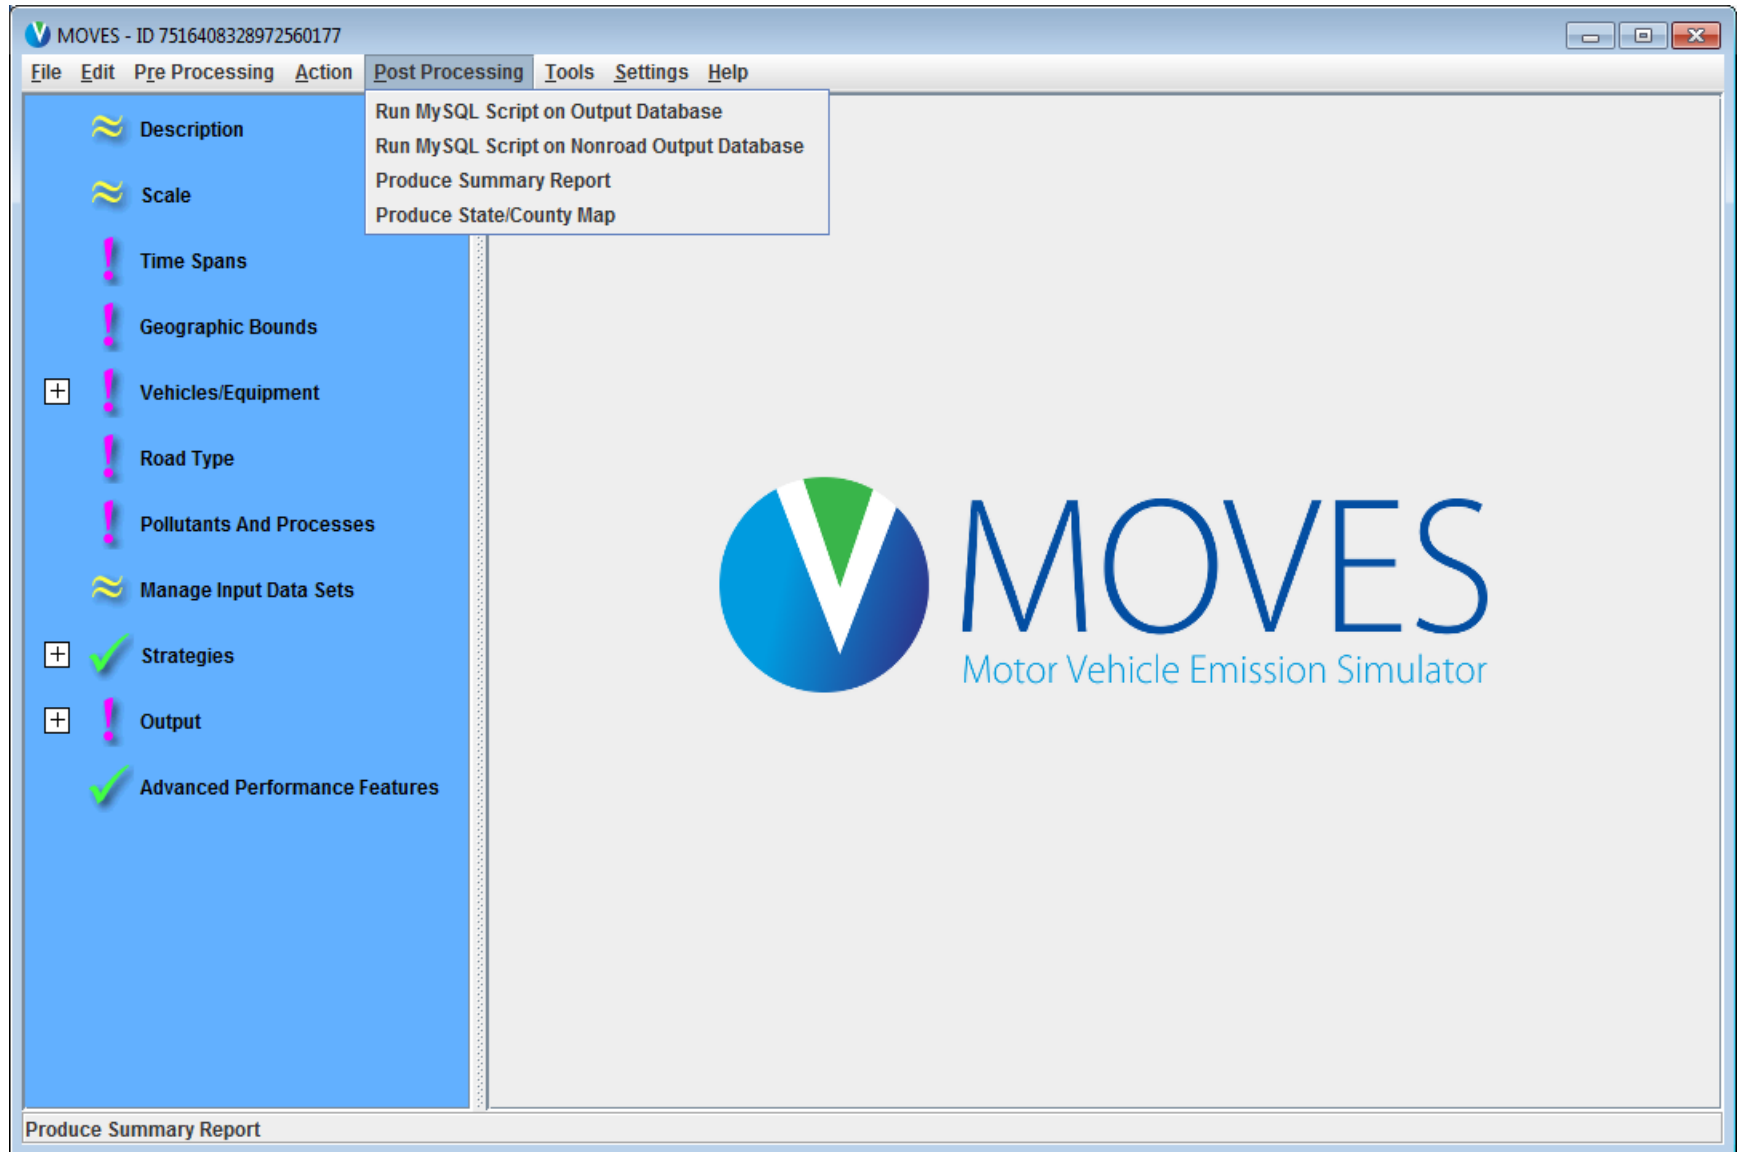 MOVES - ID 7516408328972560177
File Edit Pre Processing Action Post Processing Tools Settings Help
Run MySQL Script on Output Database
Run MySQL Script on Nonroad Output Database
Produce Summary Report
Produce State/County Map
Description
Scale
Time Spans
Geographic Bounds
Vehicles/Equipment
Road Type
Pollutants And Processes
Manage Input Data Sets
Strategies
Output
Advanced Performance Features
MOVES
Motor Vehicle Emission Simulator
Produce Summary Report